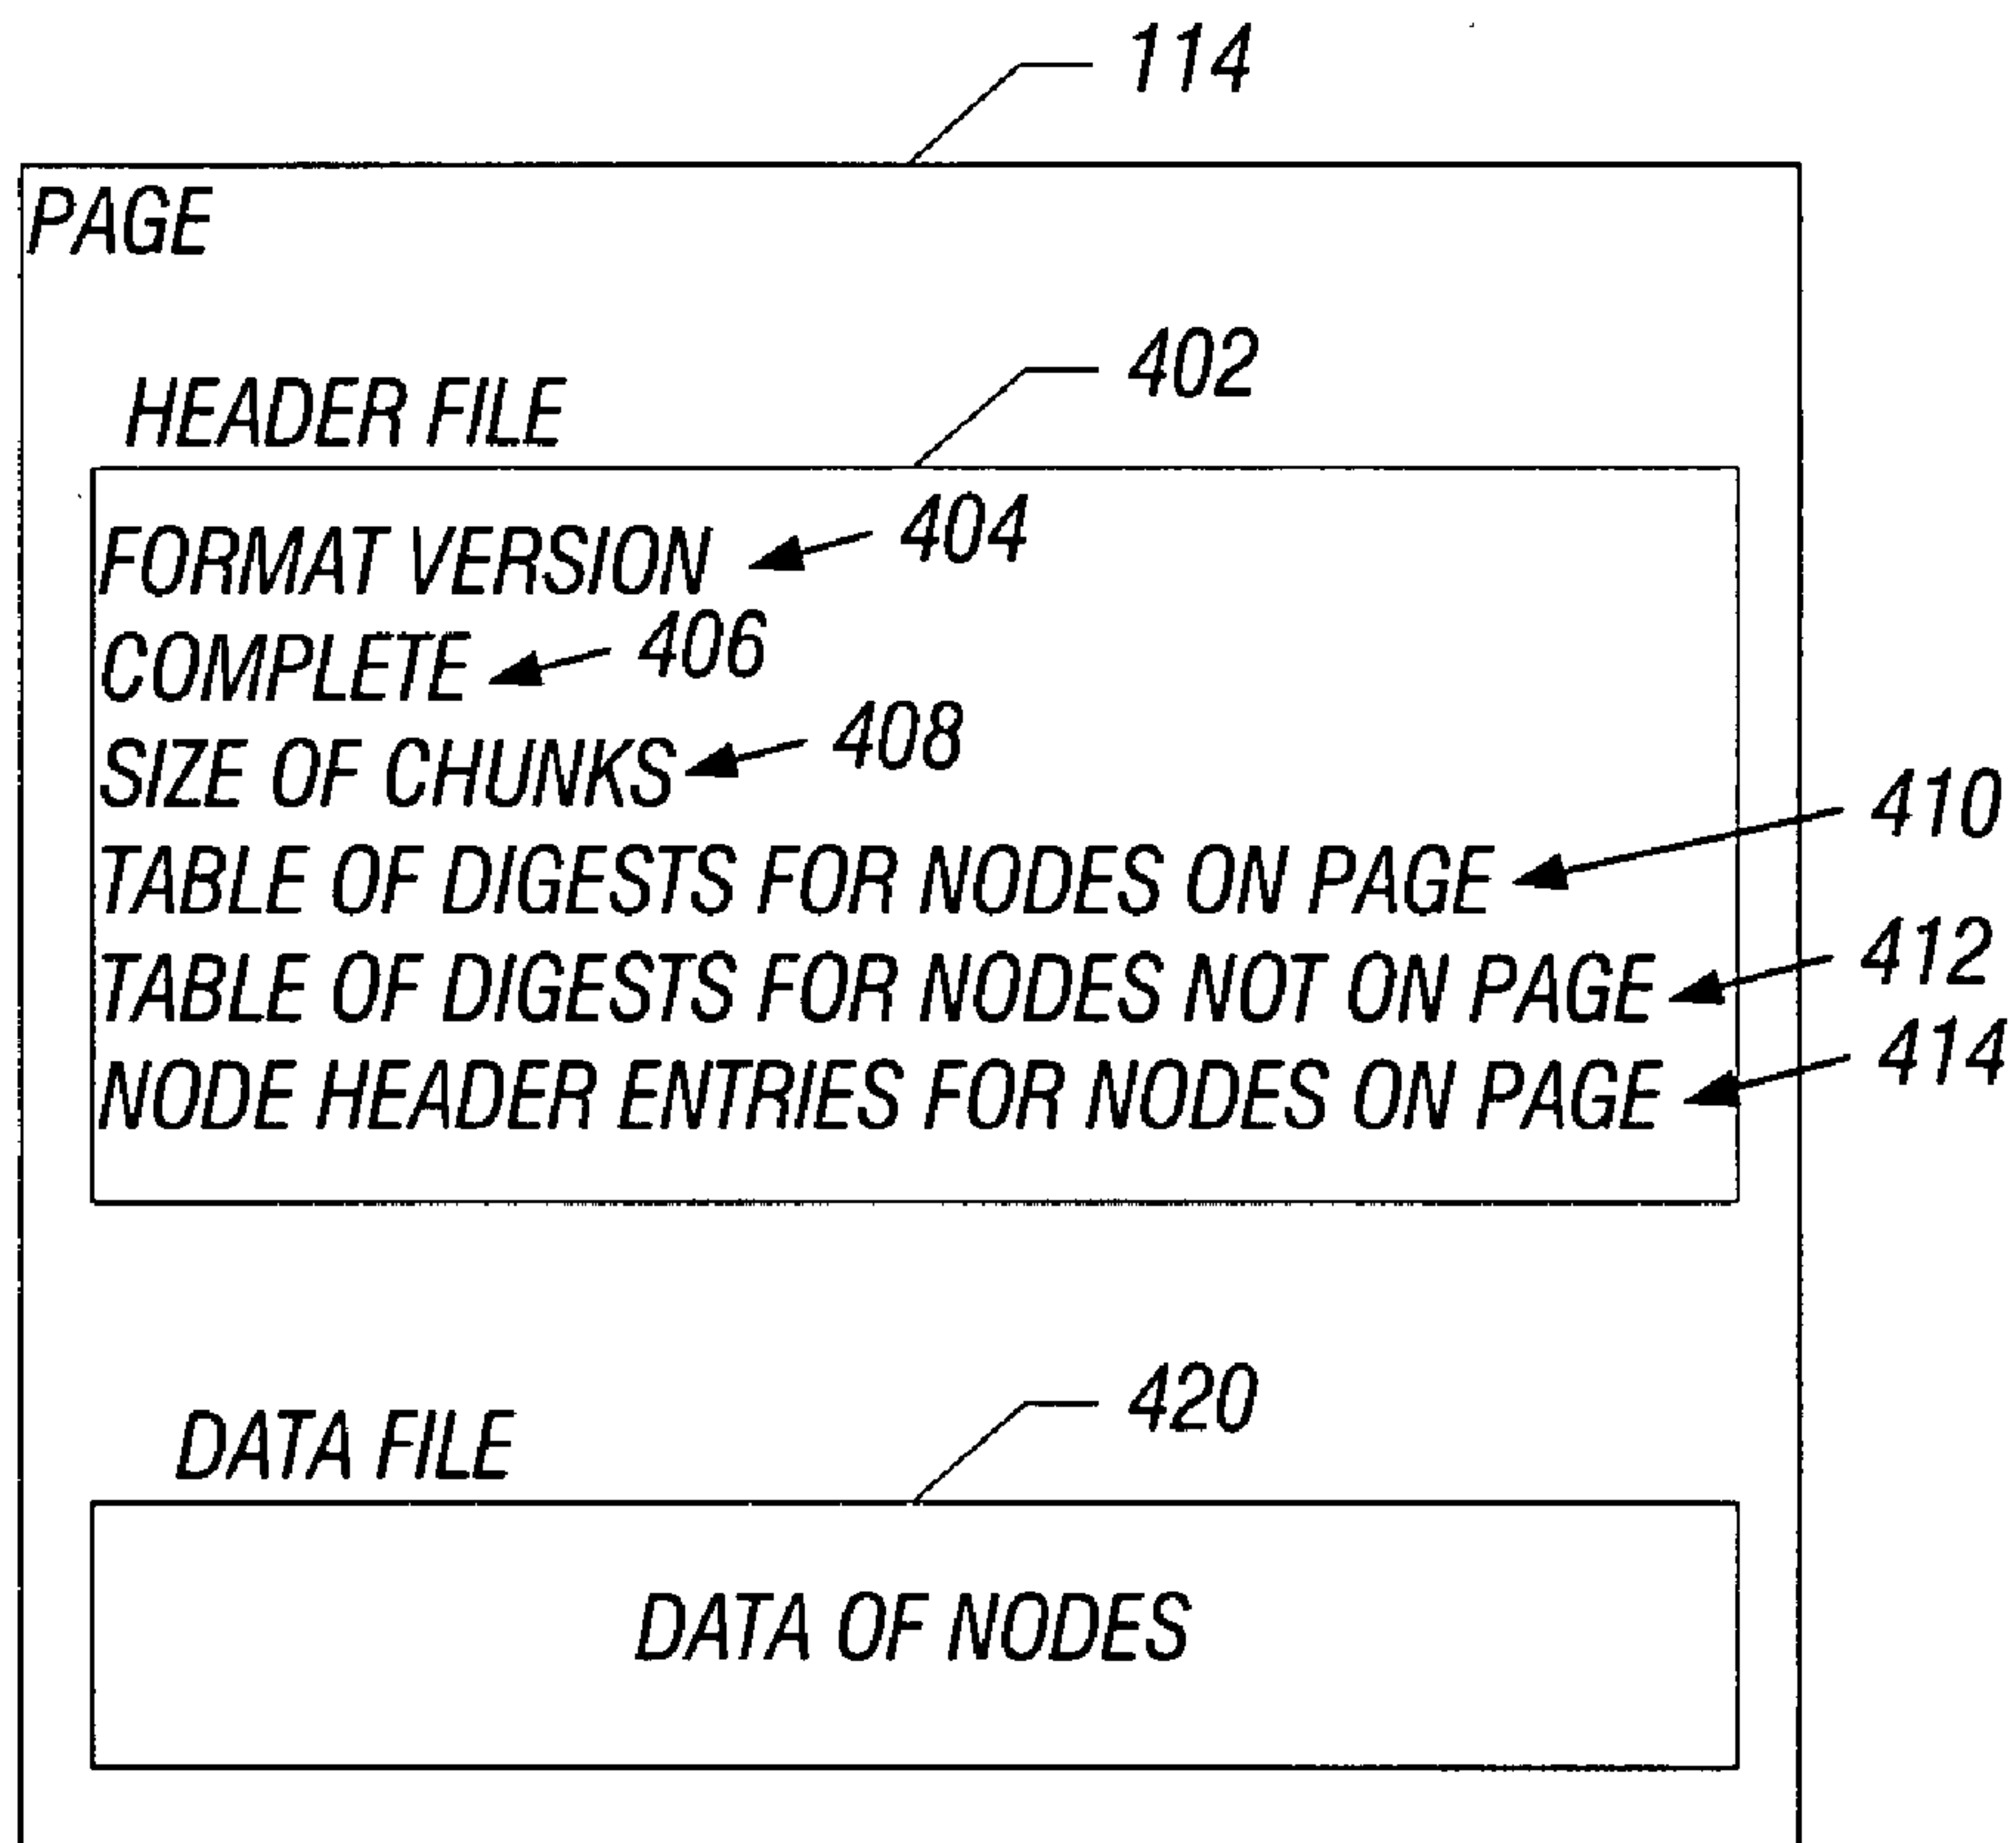 114
PAGE
402
HEADER FILE
FORMAT VERSION 404
COMPLETE 406
SIZE OF CHUNKS 408
TABLE OF DIGESTS FOR NODES ON PAGE 410
TABLE OF DIGESTS FOR NODES NOT ON PAGE 412
NODE HEADER ENTRIES FOR NODES ON PAGE 414
420
DATA FILE
DATA OF NODES